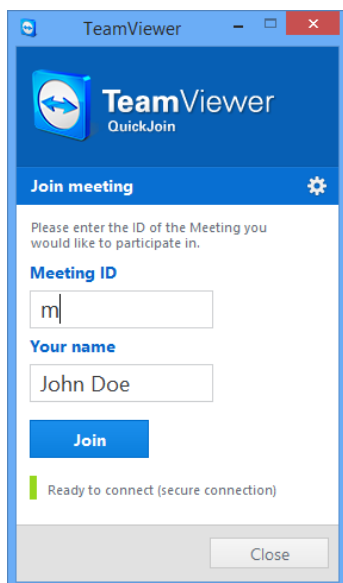 TeamViewer
TeamViewer
QuickJoin
Join meeting
Please enter the ID of the Meeting you
would like to participate in.
Meeting ID
m
Your name
John Doe
Join
Ready to connect (secure connection)
Close